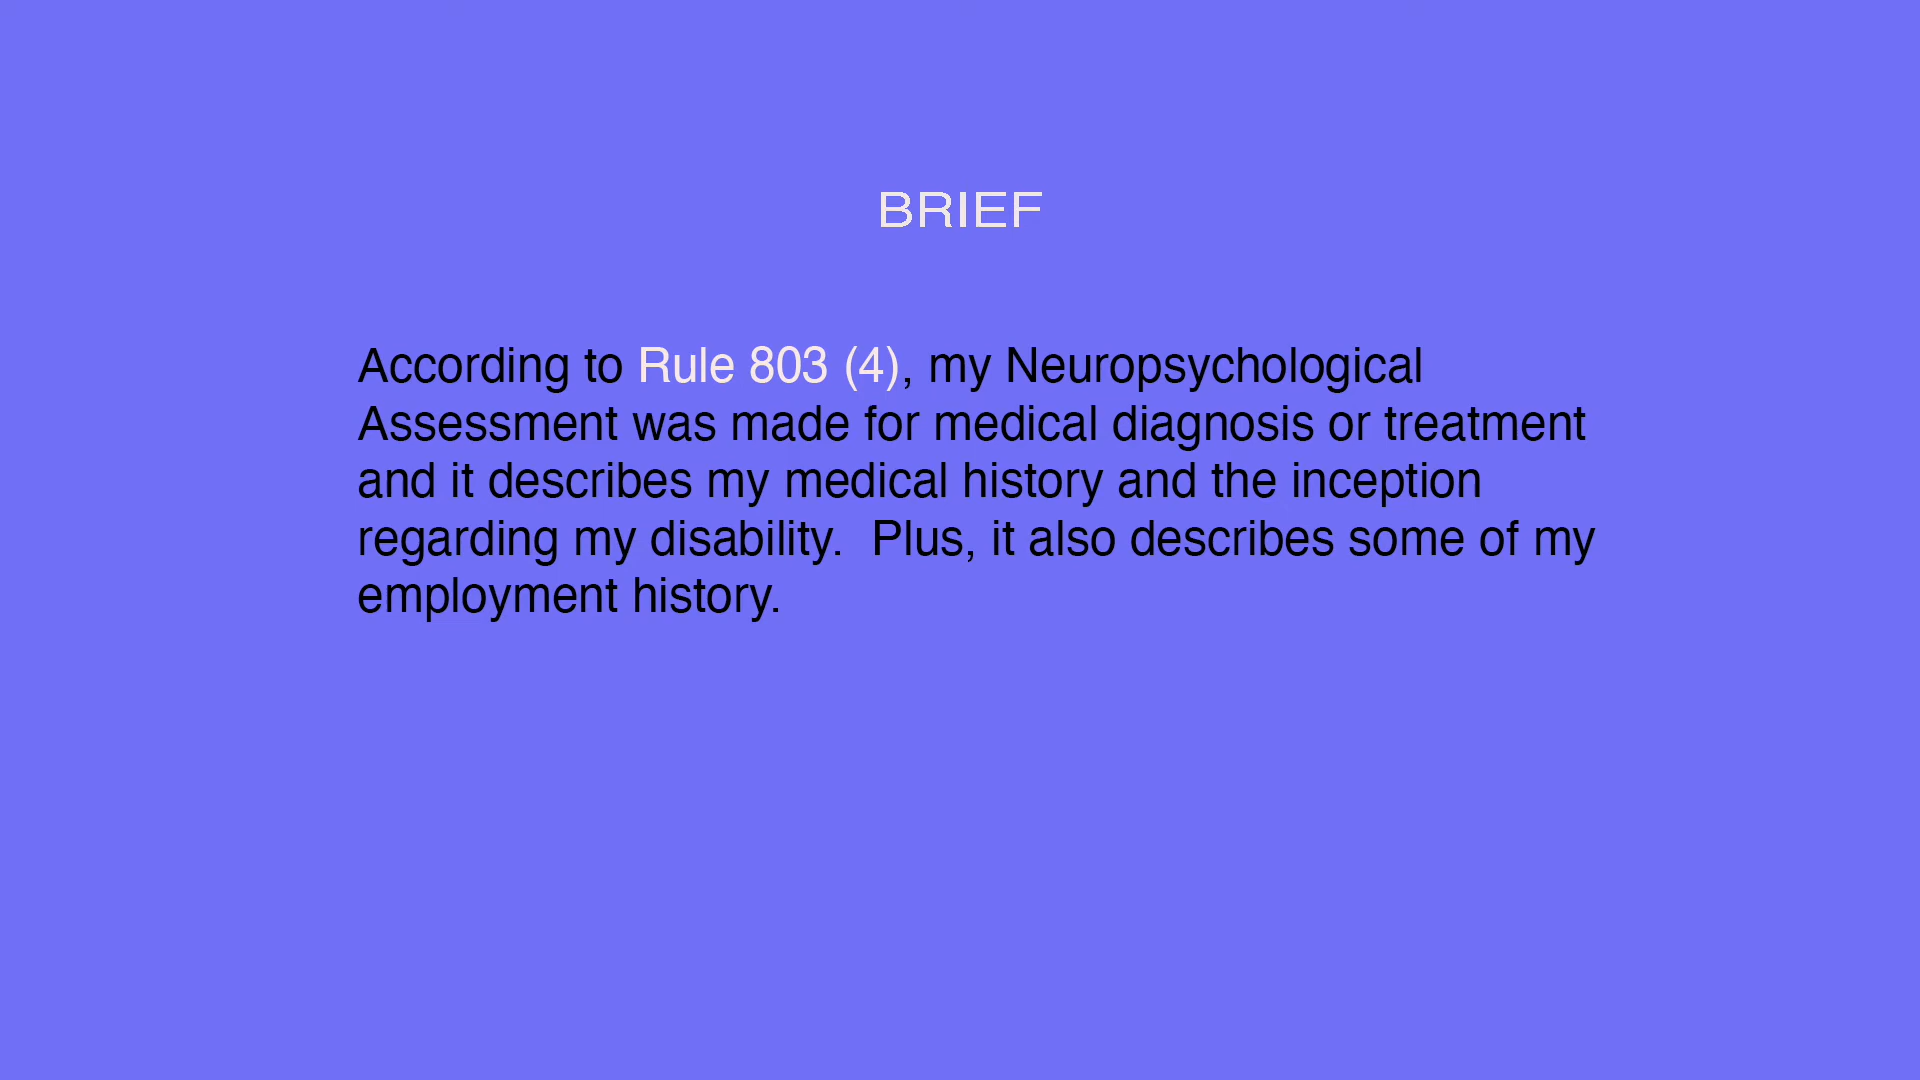 BRIEF
According to Rule 803 (4), my Neuropsychological
Assessment was made for medical diagnosis or treatment
and it describes my medical history and the inception
regarding my disability.  Plus, it also describes some of my
employment history.